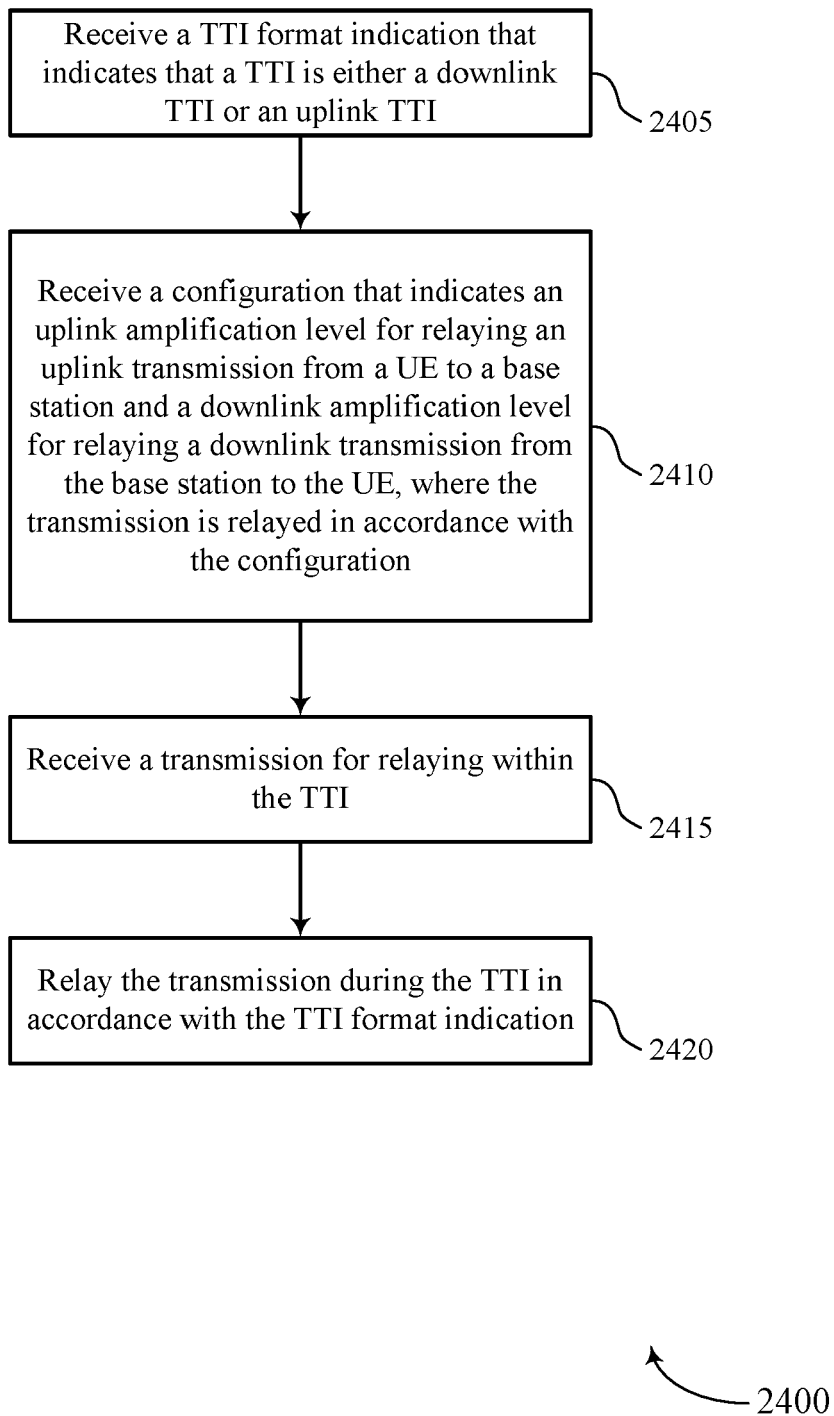 Receive a TTI format indication that
indicates that a TTI is either a downlink
TTI or an uplink TTI
2405
Receive a configuration that indicates an
uplink amplification level for relaying an
uplink transmission from a UE to a base
station and a downlink amplification level
for relaying a downlink transmission from
the base station to the UE, where the
transmission is relayed in accordance with
the configuration
2410
Receive a transmission for relaying within
the TTI
2415
Relay the transmission during the TTI in
accordance with the TTI format indication
2420
2400